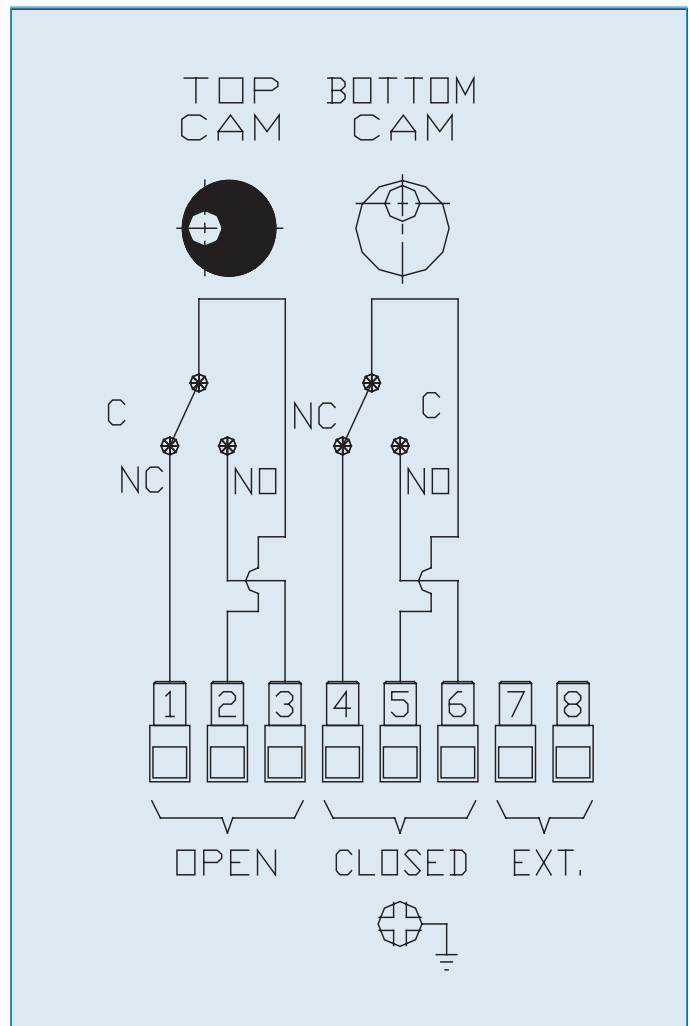 TOP BOTTOM
CAM CAM
C NC C
NC NO NO
1 2 3 4 5 6 7 8
OPEN CLOSED EXT.